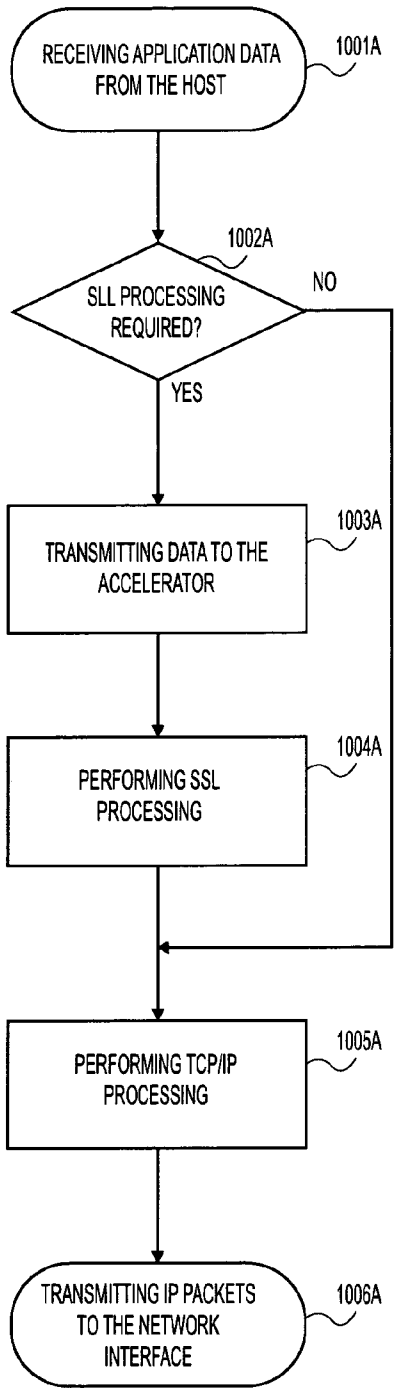 RECEIVING APPLICATION DATA
FROM THE HOST
1001A
1002A
SLL PROCESSING
REQUIRED?
NO
YES
1003A
TRANSMITTING DATA TO THE
ACCELERATOR
1004A
PERFORMING SSL
PROCESSING
1005A
PERFORMING TCP/IP
PROCESSING
1006A
TRANSMITTING IP PACKETS
TO THE NETWORK
INTERFACE